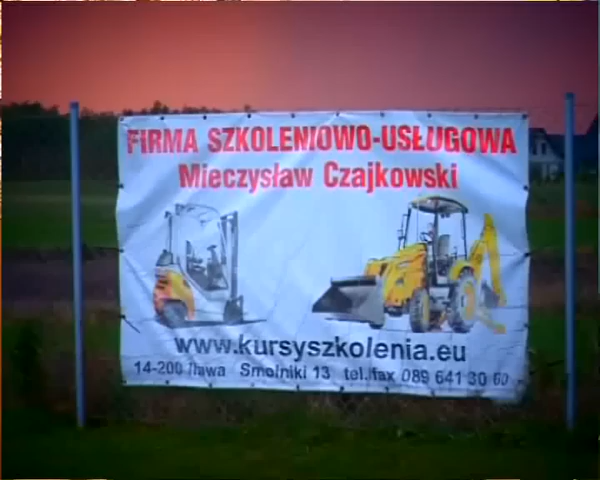 FIRMA SZKOLENIOWO-USŁUGOWA
Mieczysław Czajkowski
www.kursyszkolenia.eu
14-200 Iława Smolniki 13 tel./fax 089 641 30 60